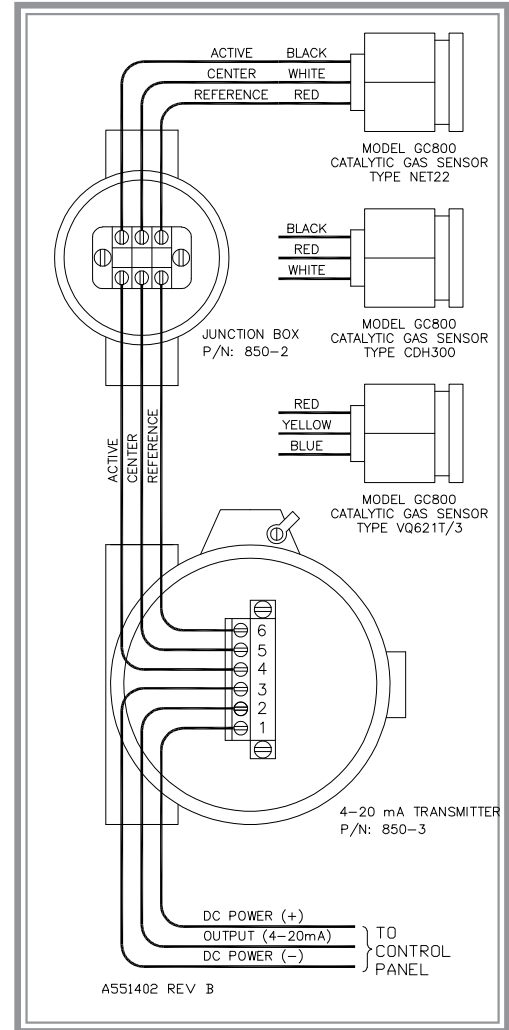 ACTIVE BLACK
CENTER WHITE
REFERENCE RED
MODEL GC800
CATALYTIC GAS SENSOR
TYPE NET22
BLACK
RED
WHITE
MODEL GC800
CATALYTIC GAS SENSOR
TYPE CDH300
JUNCTION BOX
P/N: 850-2
RED
YELLOW
BLUE
MODEL GC800
CATALYTIC GAS SENSOR
TYPE VQ621T/3
ACTIVE
CENTER
REFERENCE
6
5
4
3
2
1
4-20 mA TRANSMITTER
P/N: 850-3
DC POWER (+)
OUTPUT (4-20mA)
DC POWER (-)
TO
CONTROL
PANEL
A551402 REV B